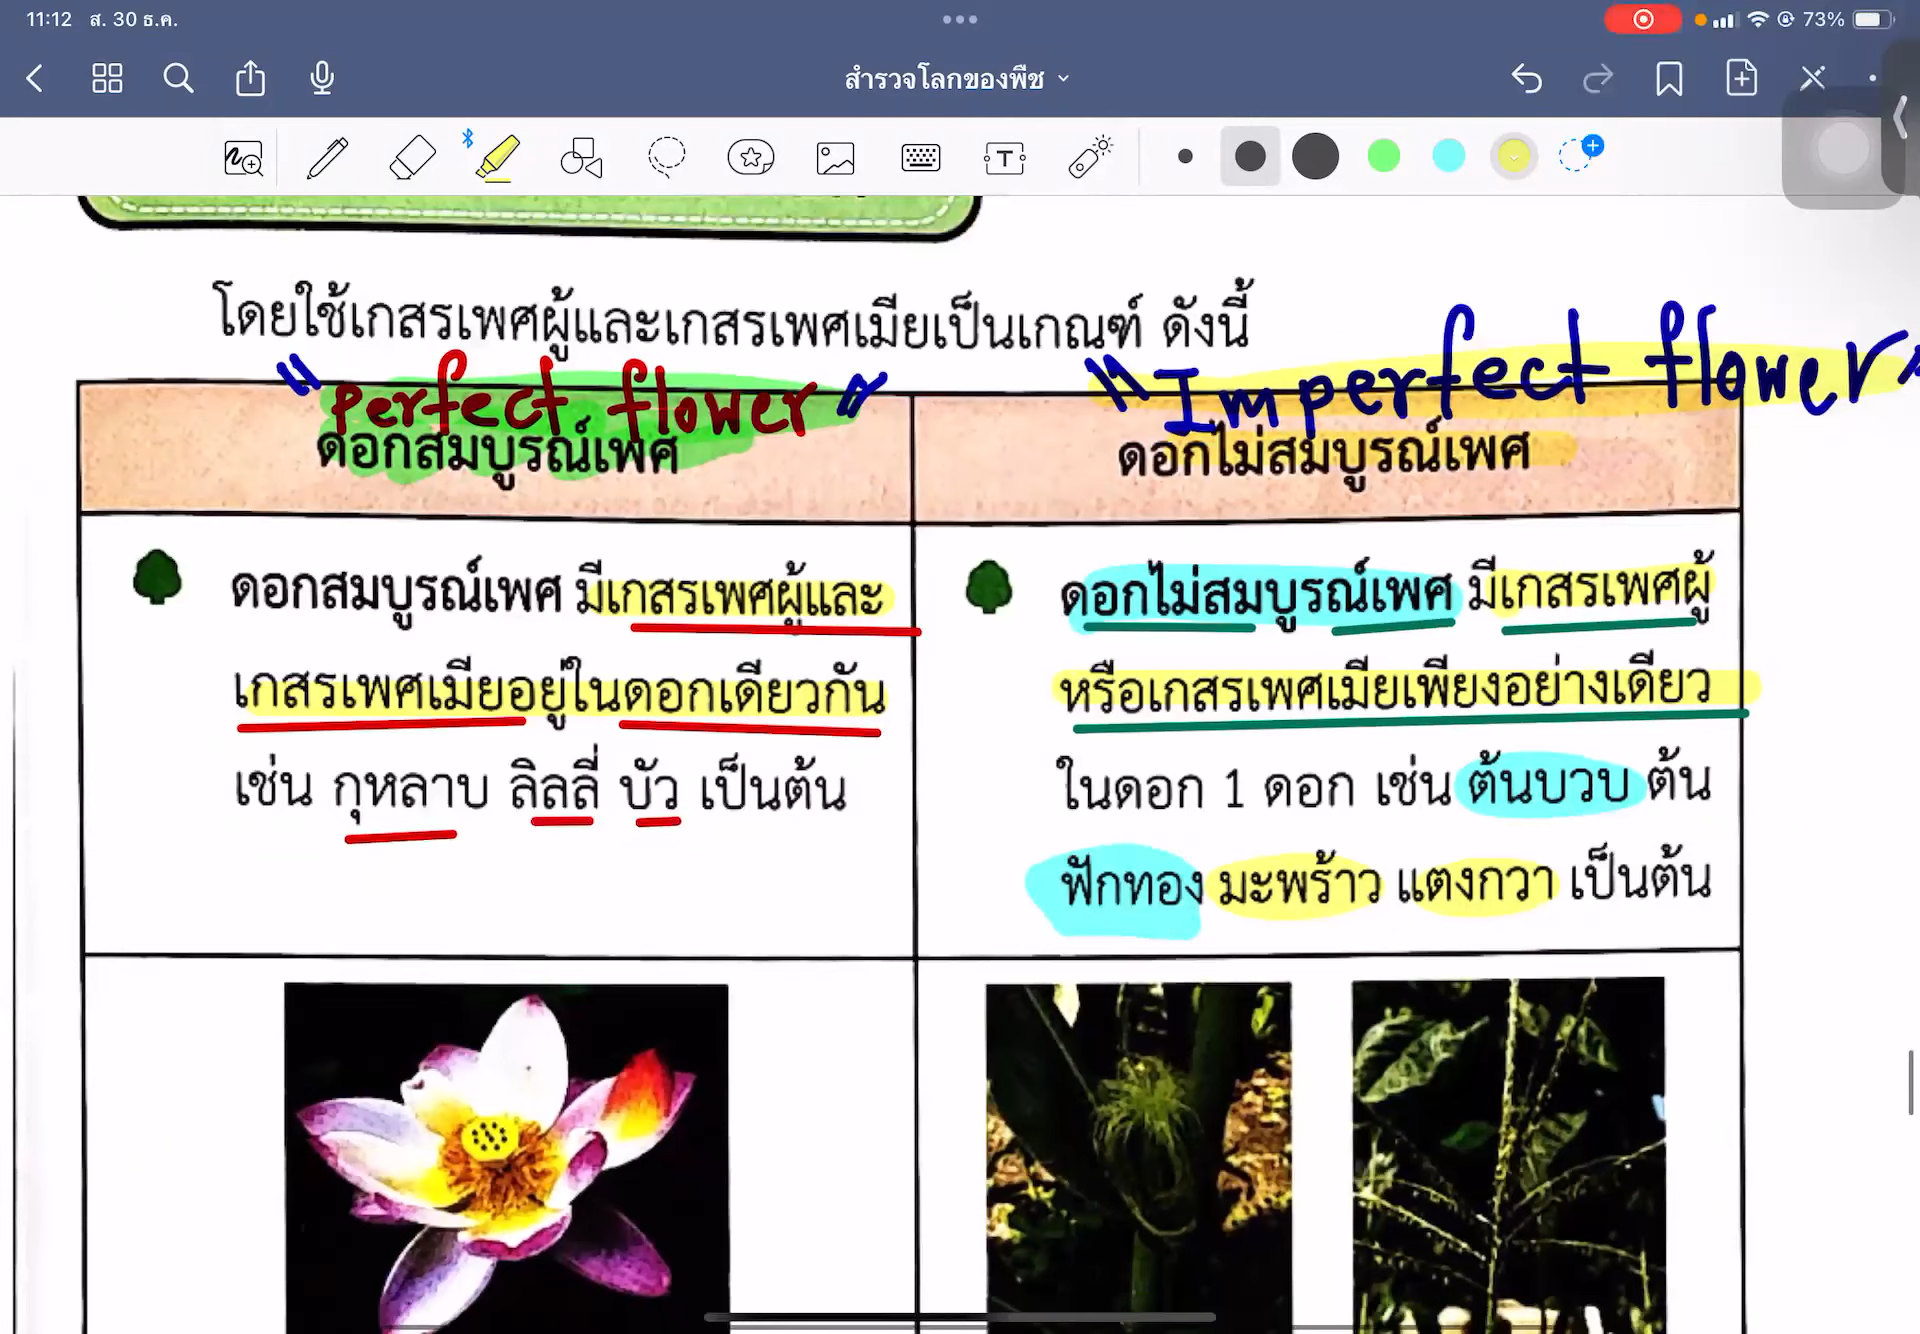 11:12 ส. 30 ธ.ค.
73%
สำรวจโลกของพืช
T
โดยใช้เกสรเพศผู้และเกสรเพศเมียเป็นเกณฑ์ ดังนี้
"Perfect flower"
"Imperfect flower"
ดอกสมบูรณ์เพศ
ดอกไม่สมบูรณ์เพศ
ดอกสมบูรณ์เพศ มีเกสรเพศผู้และ
เกสรเพศเมียอยู่ในดอกเดียวกัน
เช่น กุหลาบ ลิลลี่ บัว เป็นต้น
ดอกไม่สมบูรณ์เพศ มีเกสรเพศผู้
หรือเกสรเพศเมียเพียงอย่างเดียว
ในดอก 1 ดอก เช่น ต้นบวบ ต้น
ฟักทอง มะพร้าว แตงกวา เป็นต้น